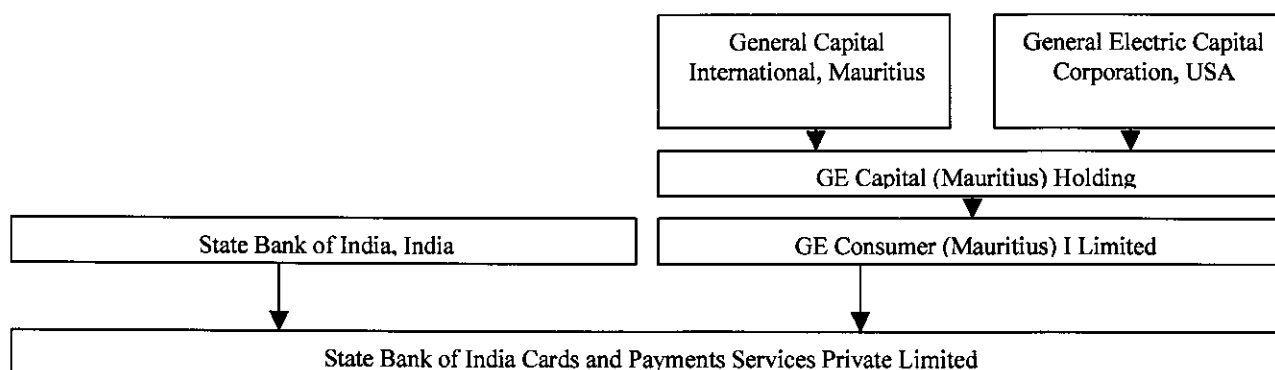 General Capital
International, Mauritius
General Electric Capital
Corporation, USA
GE Capital (Mauritius) Holding
State Bank of India, India
GE Consumer (Mauritius) I Limited
State Bank of India Cards and Payments Services Private Limited